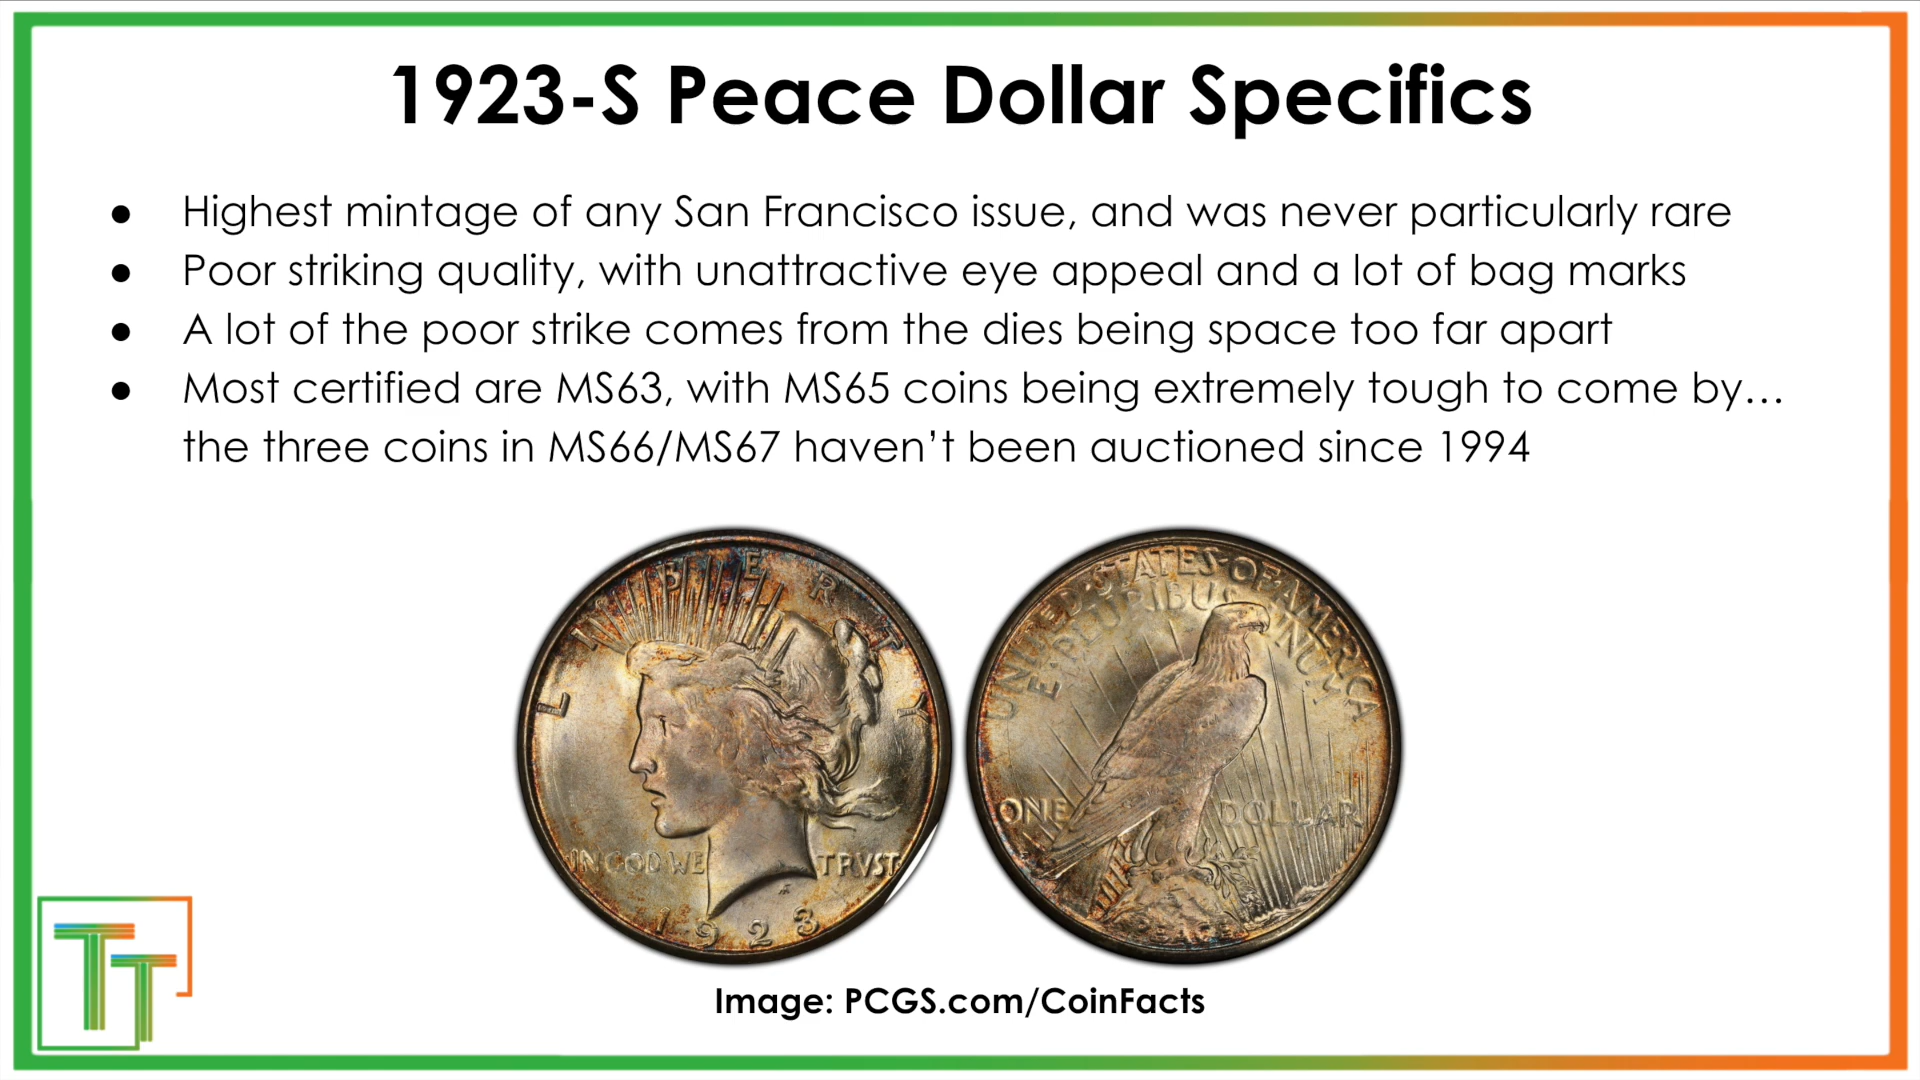 1923-S Peace Dollar Specifics
● Highest mintage of any San Francisco issue, and was never particularly rare
● Poor striking quality, with unattractive eye appeal and a lot of bag marks
● A lot of the poor strike comes from the dies being space too far apart
● Most certified are MS63, with MS65 coins being extremely tough to come by…
the three coins in MS66/MS67 haven’t been auctioned since 1994
LIBERTY
IN GOD WE TRVST
1923
UNITED·STATES·OF·AMERICA
E·PLURIBUS UNUM
ONE DOLLAR
PEACE
Image: PCGS.com/CoinFacts
TT